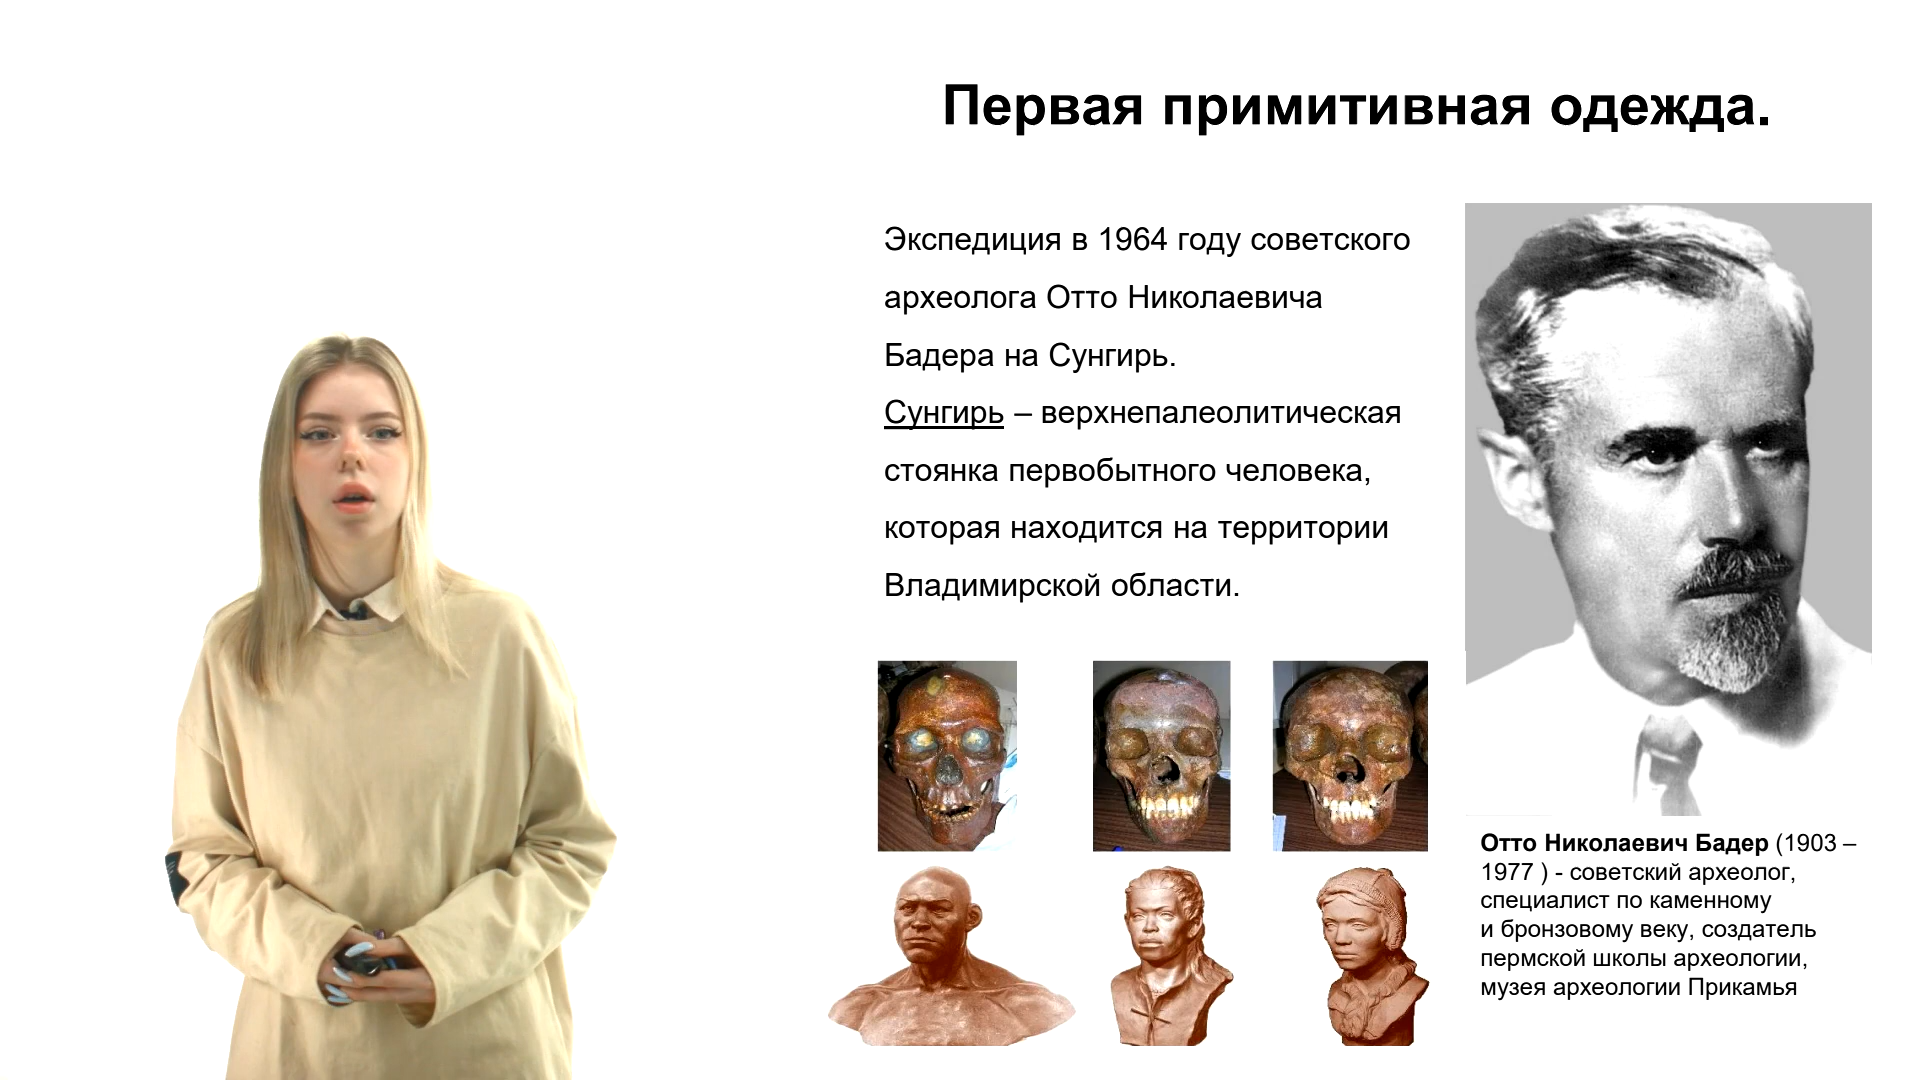 Первая примитивная одежда.
Экспедиция в 1964 году советского
археолога Отто Николаевича
Бадера на Сунгирь.
Сунгирь – верхнепалеолитическая
стоянка первобытного человека,
которая находится на территории
Владимирской области.
Отто Николаевич Бадер (1903 –
1977 ) - советский археолог,
специалист по каменному
и бронзовому веку, создатель
пермской школы археологии,
музея археологии Прикамья